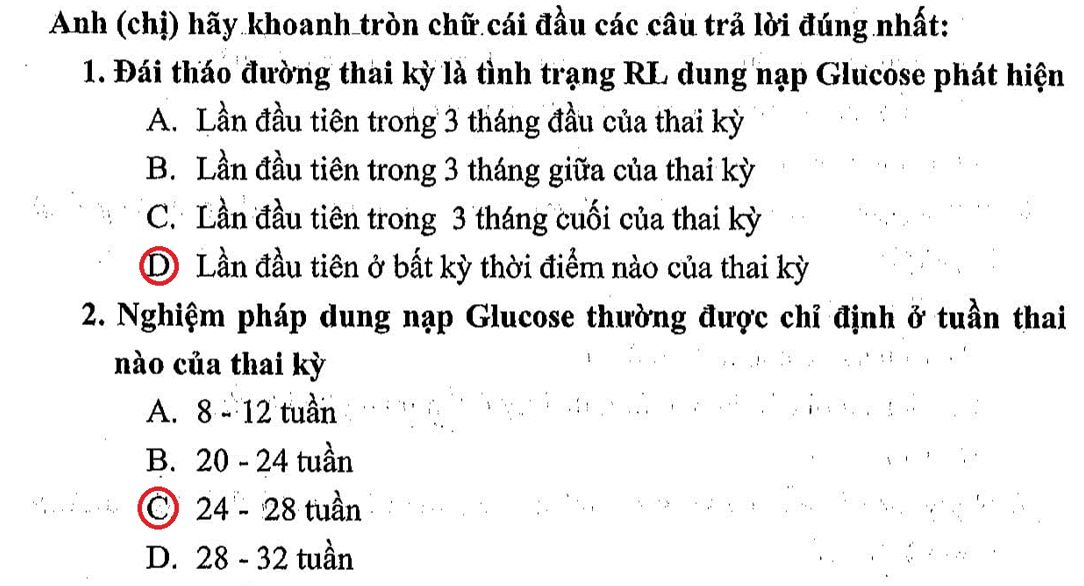 Anh (chị) hãy khoanh tròn chữ cái đầu các câu trả lời đúng nhất:
1. Đái tháo đường thai kỳ là tình trạng RL dung nạp Glucose phát hiện
A. Lần đầu tiên trong 3 tháng đầu của thai kỳ
B. Lần đầu tiên trong 3 tháng giữa của thai kỳ
C. Lần đầu tiên trong 3 tháng cuối của thai kỳ
D Lần đầu tiên ở bất kỳ thời điểm nào của thai kỳ
2. Nghiệm pháp dung nạp Glucose thường được chỉ định ở tuần thai
nào của thai kỳ
A. 8 - 12 tuần
B. 20 - 24 tuần
C 24 - 28 tuần
D. 28 - 32 tuần